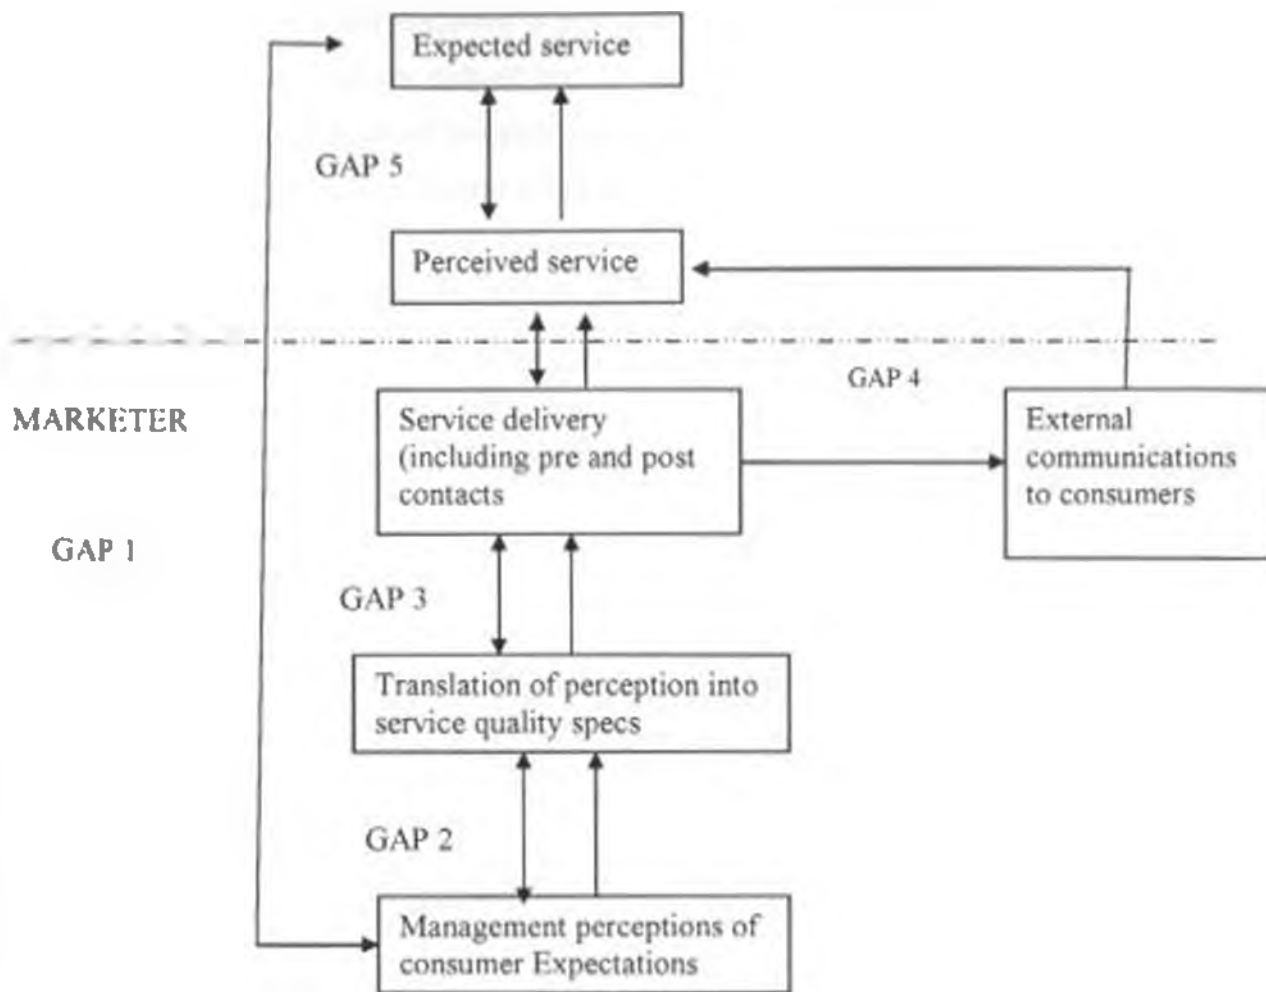 Expected service
GAP 5
Perceived service
GAP 4
MARKETER
Service delivery
(including pre and post
contacts
External
communications
to consumers
GAP 1
GAP 3
Translation of perception into
service quality specs
GAP 2
Management perceptions of
consumer Expectations